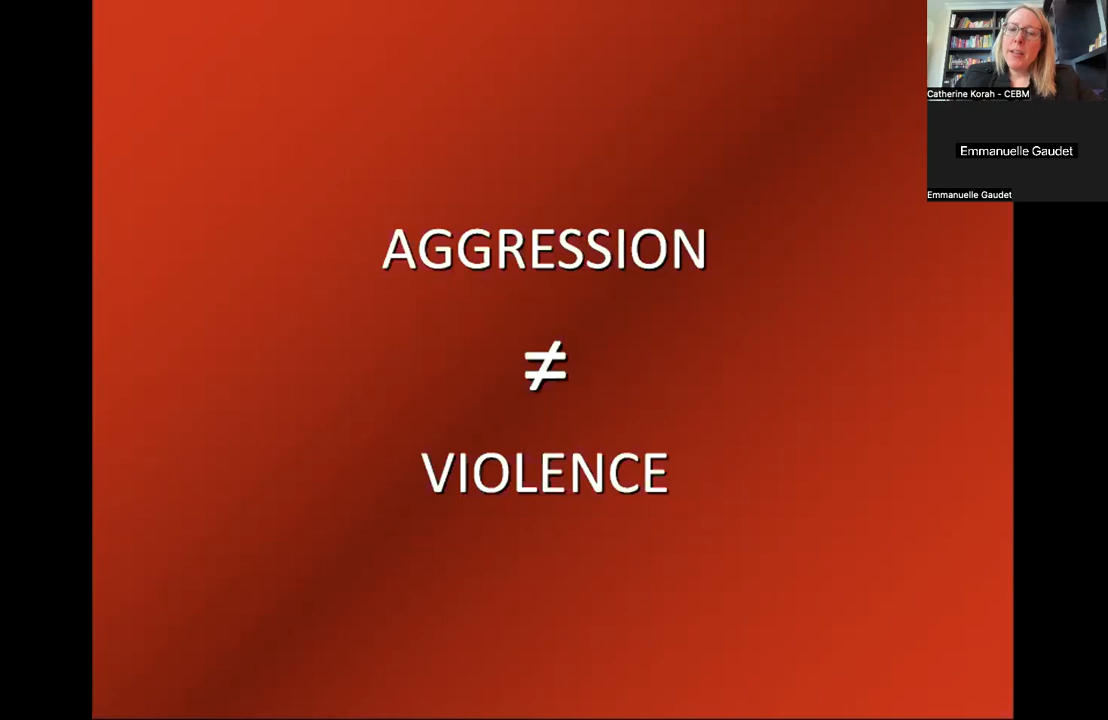 AGGRESSION
≠
VIOLENCE
Catherine Korah - CEBM
Emmanuelle Gaudet
Emmanuelle Gaudet